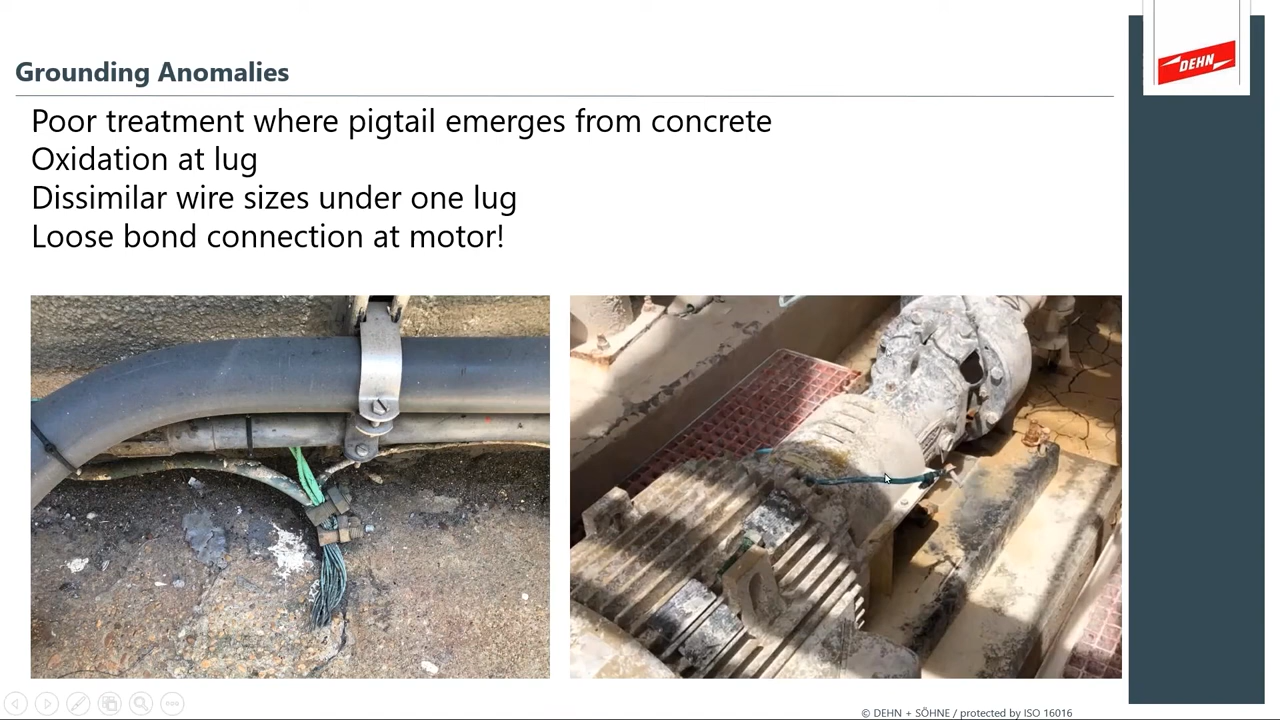 Grounding Anomalies
DEHN
Poor treatment where pigtail emerges from concrete
Oxidation at lug
Dissimilar wire sizes under one lug
Loose bond connection at motor!
© DEHN + SÖHNE / protected by ISO 16016